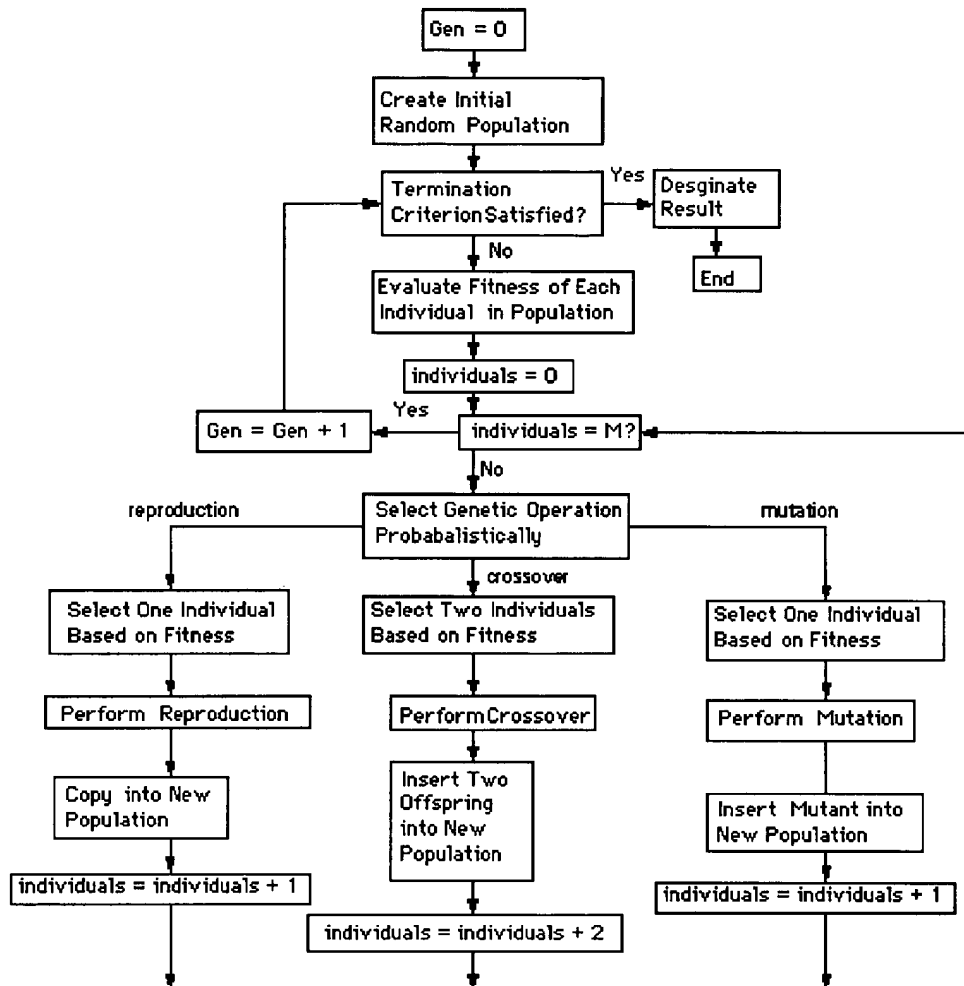 Gen = 0
Create Initial
Random Population
Termination
Criterion Satisfied?
Yes
Desginate
Result
No
End
Evaluate Fitness of Each
Individual in Population
individuals = 0
Yes
Gen = Gen + 1
individuals = M?
No
reproduction
Select Genetic Operation
Probabalistically
mutation
crossover
Select One Individual
Based on Fitness
Select Two Individuals
Based on Fitness
Select One Individual
Based on Fitness
Perform Reproduction
Perform Crossover
Perform Mutation
Copy into New
Population
Insert Two
Offspring
into New
Population
Insert Mutant into
New Population
individuals = individuals + 1
individuals = individuals + 2
individuals = individuals + 1